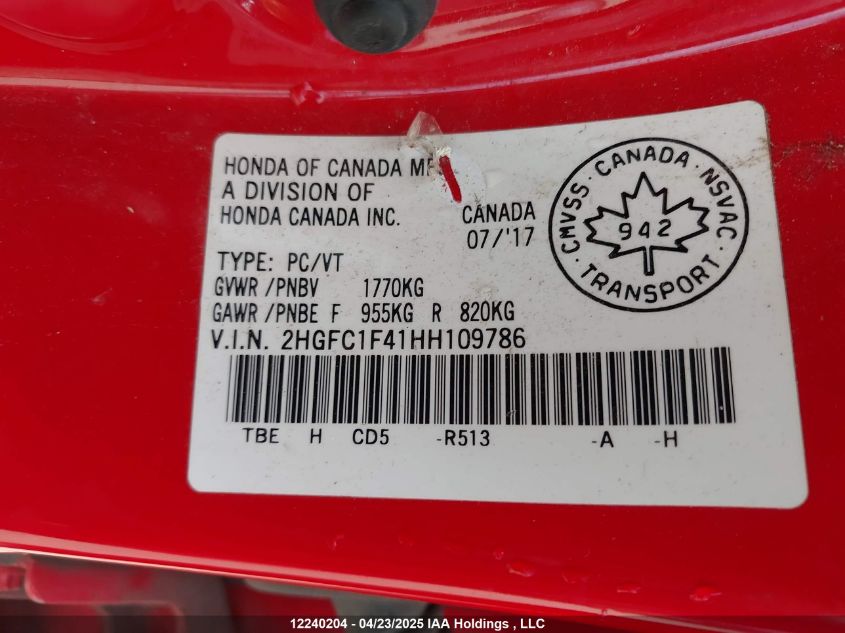 HONDA OF CANADA
A DIVISION OF
HONDA CANADA INC.
CANADA
07/'17
TYPE: PC/VT
GVWR /PNBV 1770KG
GAWR /PNBE F 955KG R 820KG
V.I.N. 2HGFC1F41HH109786
TBE H CD5 -R513 -A -H
CMVSS · CANADA · NSVAC · TRANSPORT ·
942
12240204 - 04/23/2025 IAA Holdings , LLC